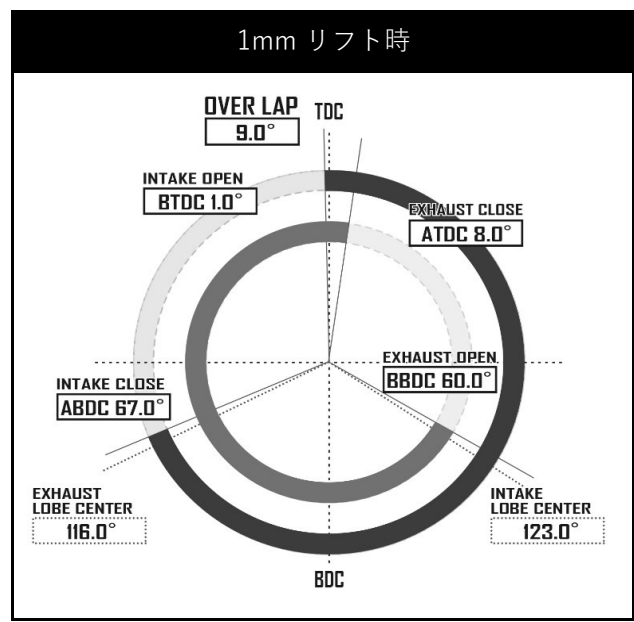 1mm リフト時
OVER LAP
9.0°
TDC
INTAKE OPEN
BTDC 1.0°
EXHAUST CLOSE
ATDC 8.0°
EXHAUST OPEN
BBDC 60.0°
INTAKE CLOSE
ABDC 67.0°
EXHAUST
LOBE CENTER
116.0°
INTAKE
LOBE CENTER
123.0°
BDC